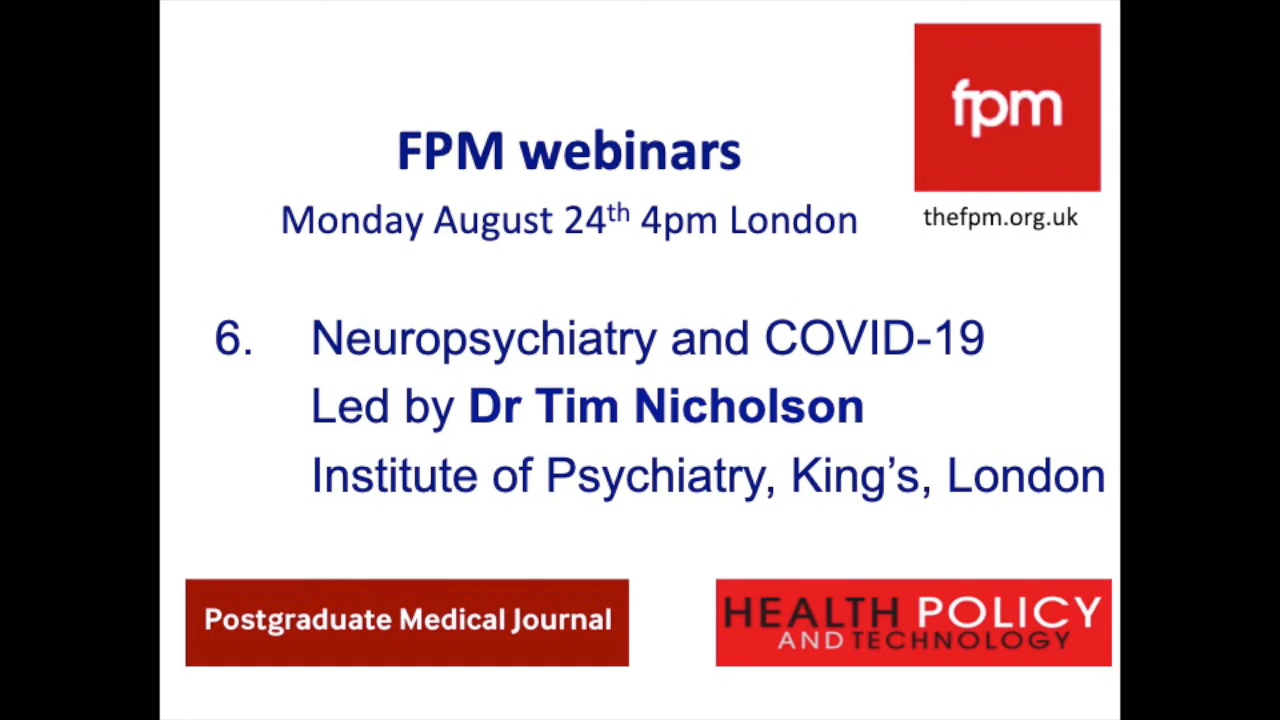 fpm
FPM webinars
Monday August 24th 4pm London
thefpm.org.uk
6. Neuropsychiatry and COVID-19
Led by Dr Tim Nicholson
Institute of Psychiatry, King’s, London
Postgraduate Medical Journal
HEALTH POLICY
AND TECHNOLOGY